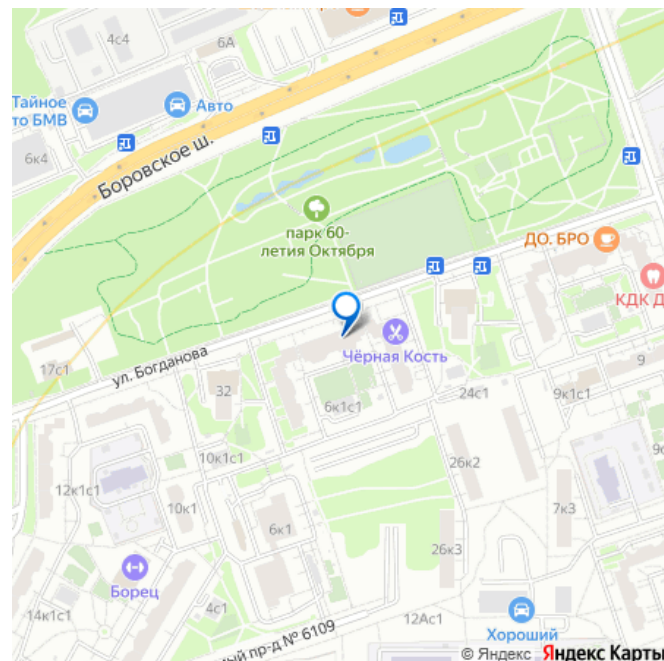 4с4
6А
Тайное
то БМВ
Авто
6к4
Боровское ш.
парк 60-
летия Октября
ДО. БРО
КДК Д
Чёрная Кость
ул. Богданова
17с1
32
6к1с1
24с1
9
9к1с1
10к1с1
26к2
9с
12к1с1
10к1
6к1
7к3
26к3
Борец
4с1
14к1с1
12Ас1
Хороший
ый пр-д № 6109
© Яндекс Яндекс Карты